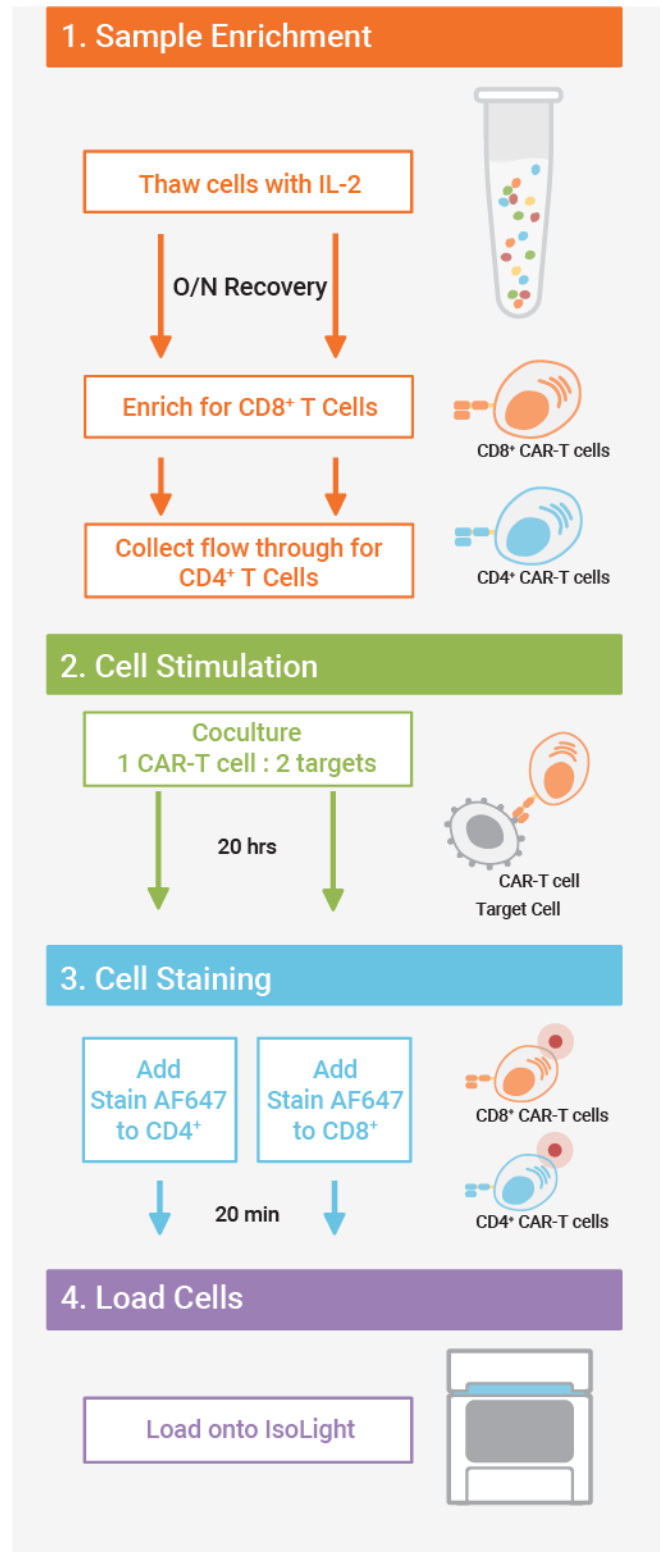 1. Sample Enrichment
Thaw cells with IL-2
O/N Recovery
Enrich for CD8⁺ T Cells
CD8⁺ CAR-T cells
Collect flow through for
CD4⁺ T Cells
CD4⁺ CAR-T cells
2. Cell Stimulation
Coculture
1 CAR-T cell : 2 targets
20 hrs
CAR-T cell
Target Cell
3. Cell Staining
Add
Stain AF647
to CD4⁺
Add
Stain AF647
to CD8⁺
CD8⁺ CAR-T cells
20 min
CD4⁺ CAR-T cells
4. Load Cells
Load onto IsoLight